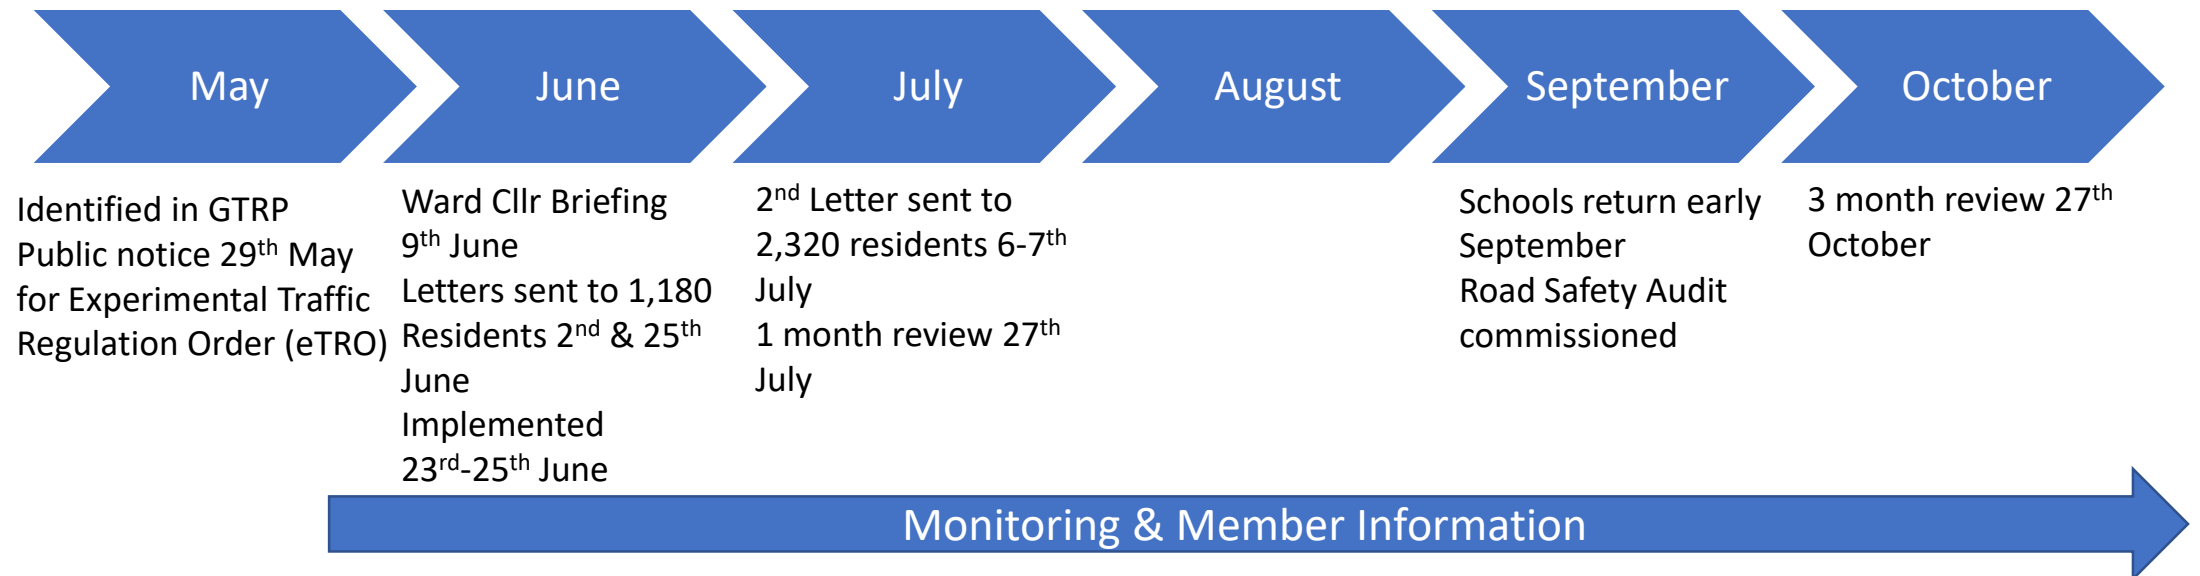 May
June
July
August
September
October
Identified in GTRP
Public notice 29th May
for Experimental Traffic
Regulation Order (eTRO)
Ward Cllr Briefing
9th June
Letters sent to 1,180
Residents 2nd & 25th
June
Implemented
23rd-25th June
2nd Letter sent to
2,320 residents 6-7th
July
1 month review 27th
July
Schools return early
September
Road Safety Audit
commissioned
3 month review 27th
October
Monitoring & Member Information